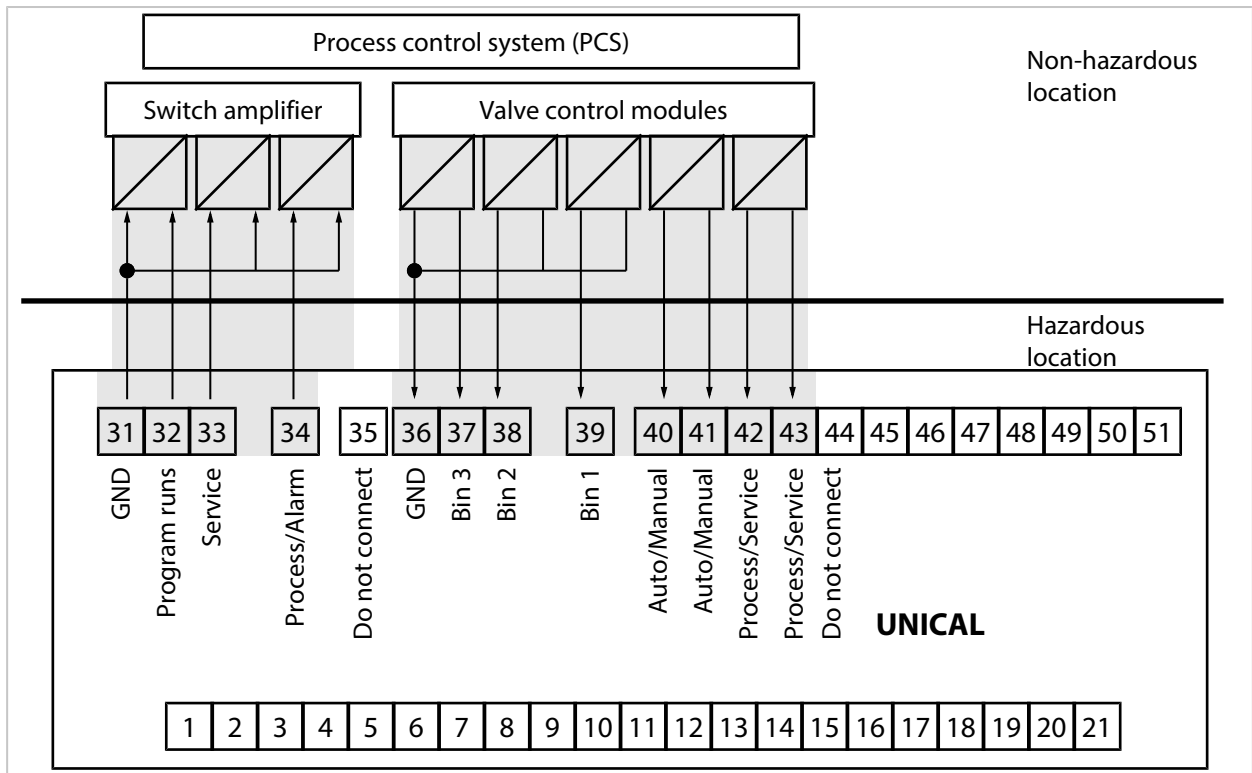 Process control system (PCS)
Non-hazardous
location
Switch amplifier
Valve control modules
Hazardous
location
31 32 33 34 35 36 37 38 39 40 41 42 43 44 45 46 47 48 49 50 51
GND
Program runs
Service
Process/Alarm
Do not connect
GND
Bin 3
Bin 2
Bin 1
Auto/Manual
Auto/Manual
Process/Service
Process/Service
Do not connect
UNICAL
1 2 3 4 5 6 7 8 9 10 11 12 13 14 15 16 17 18 19 20 21